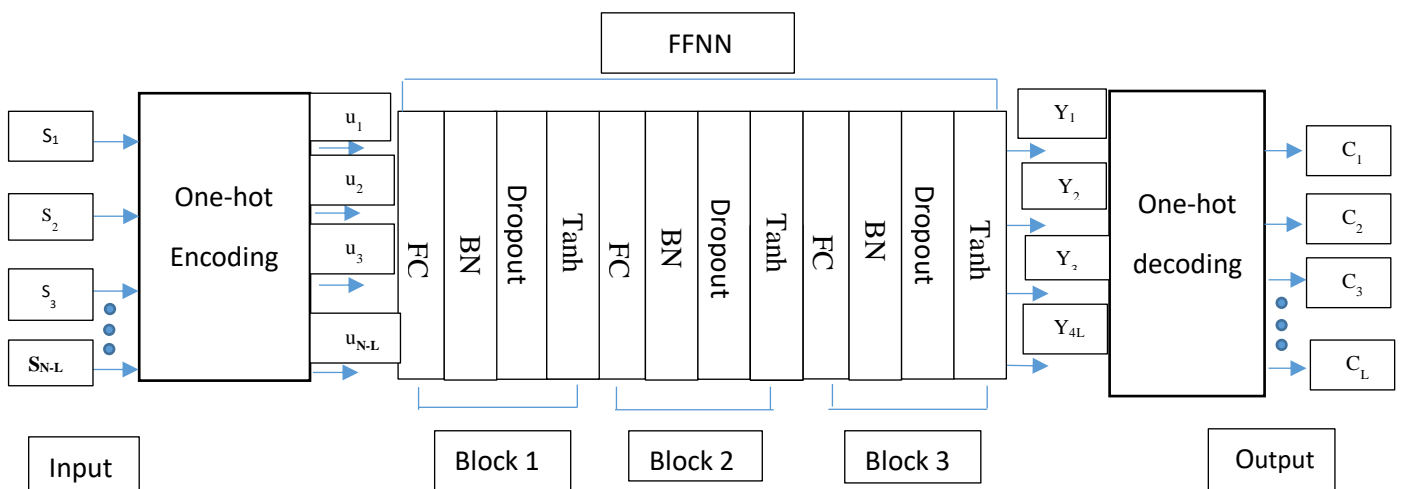 FFNN
S1
S2
S3
SN-L
One-hot
Encoding
u1
u2
u3
uN-L
FC
BN
Dropout
Tanh
FC
BN
Dropout
Tanh
FC
BN
Dropout
Tanh
Y1
Y2
Y3
Y4L
One-hot
decoding
C1
C2
C3
CL
Input
Block 1
Block 2
Block 3
Output